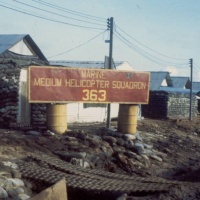 MARINE
MEDIUM HELICOPTER SQUADRON
363